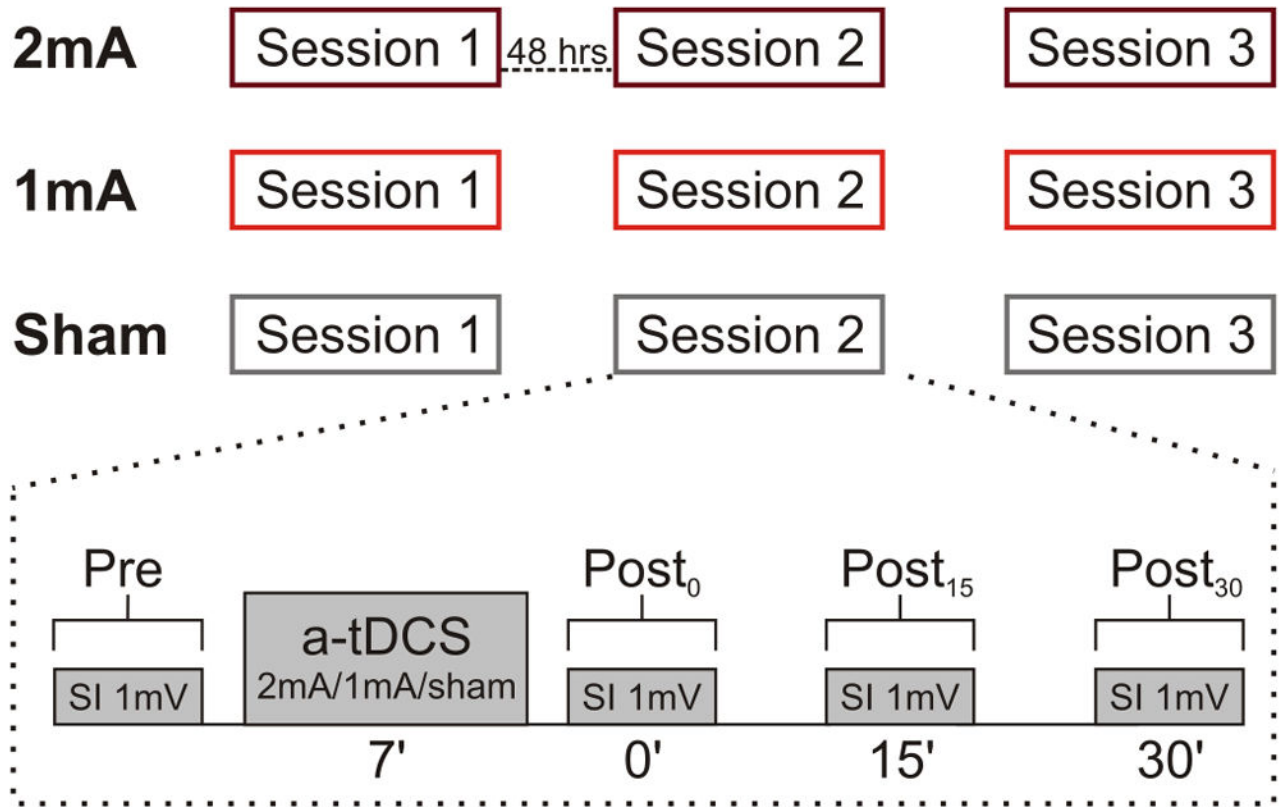 2mA Session 1 48 hrs Session 2 Session 3
1mA Session 1 Session 2 Session 3
Sham Session 1 Session 2 Session 3
Pre Post₀ Post₁₅ Post₃₀
a-tDCS
2mA/1mA/sham
SI 1mV SI 1mV SI 1mV SI 1mV
7' 0' 15' 30'